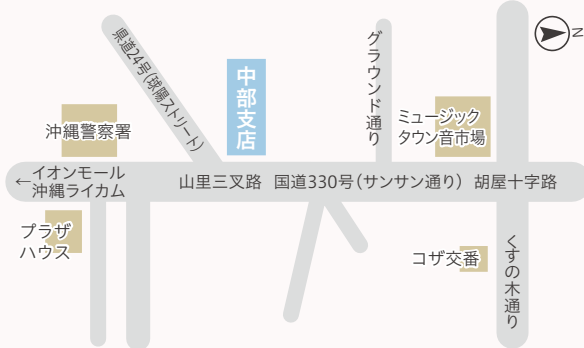 県道24号(球陽ストリート)
中部支店
グラウンド通り
N
沖縄警察署
ミュージック
タウン音市場
←イオンモール
沖縄ライカム
山里三叉路
国道330号(サンサン通り)
胡屋十字路
プラザ
ハウス
コザ交番
くすの木通り